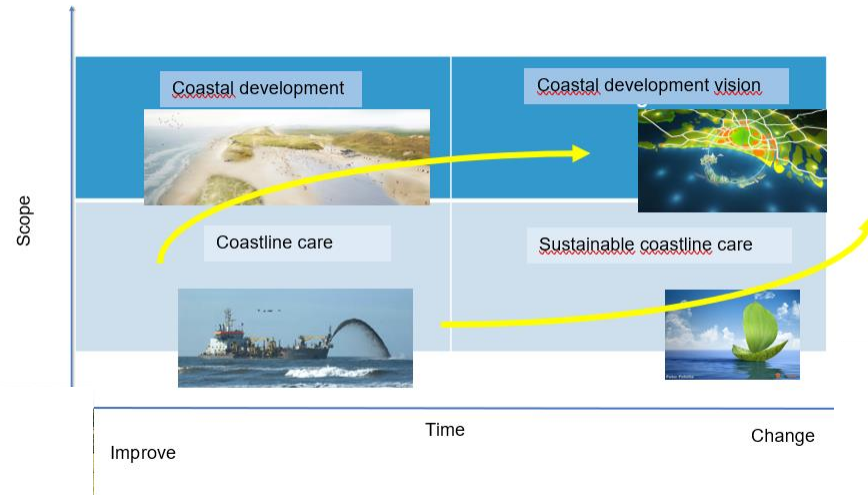 Coastal development
Coastal development vision
Scope
Coastline care
Sustainable coastline care
Time
Improve
Change